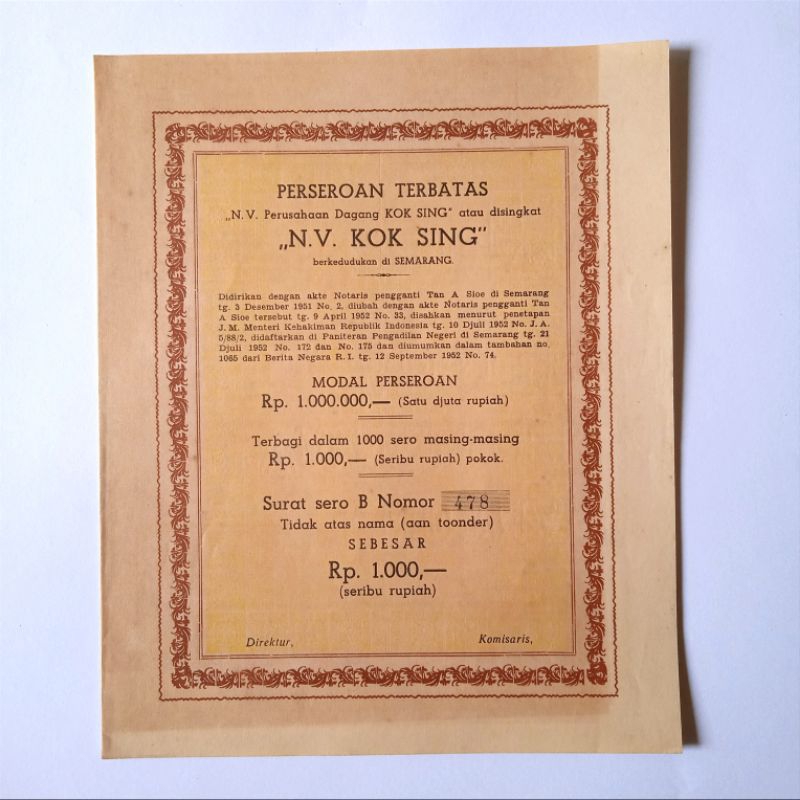 PERSEROAN TERBATAS
„N.V. Perusahaan Dagang KOK SING" atau disingkat
„N.V. KOK SING"
berkedudukan di SEMARANG.
Didirikan dengan akte Notaris pengganti Tan A Sioe di Semarang
tg. 3 Desember 1951 No. 2, diubah dengan akte Notaris pengganti Tan
A Sioe tersebut tg. 9 April 1952 No. 33, disahkan menurut penetapan
J. M. Menteri Kehakiman Republik Indonesia tg. 10 Djuli 1952 No. J. A.
5/88/2, didaftarkan di Paniteran Pengadilan Negeri di Semarang tg. 21
Djuli 1952 No. 172 dan No. 175 dan diumumkan dalam tambahan no.
1065 dari Berita Negara R. I. tg. 12 September 1952 No. 74.
MODAL PERSEROAN
Rp. 1.000.000,— (Satu djuta rupiah)
Terbagi dalam 1000 sero masing-masing
Rp. 1.000,— (Seribu rupiah) pokok.
Surat sero B Nomor 478
Tidak atas nama (aan toonder)
SEBESAR
Rp. 1.000,—
(seribu rupiah)
Direktur, Komisaris,